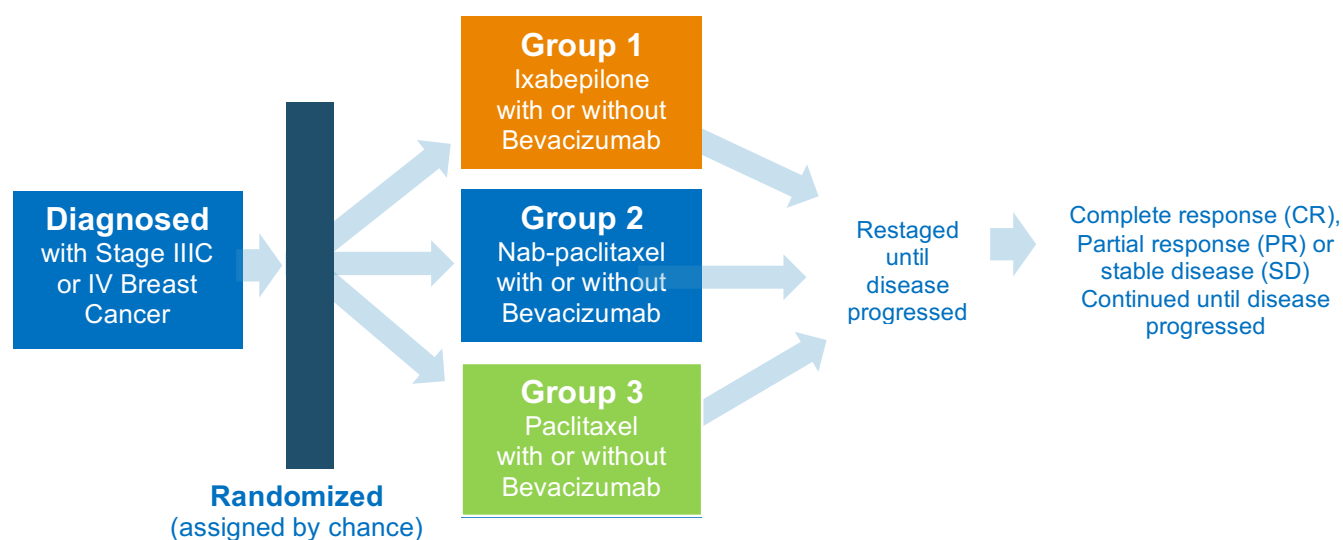 Diagnosed
with Stage IIIC
or IV Breast
Cancer
Randomized
(assigned by chance)
Group 1
Ixabepilone
with or without
Bevacizumab
Group 2
Nab-paclitaxel
with or without
Bevacizumab
Group 3
Paclitaxel
with or without
Bevacizumab
Restaged
until
disease
progressed
Complete response (CR),
Partial response (PR) or
stable disease (SD)
Continued until disease
progressed